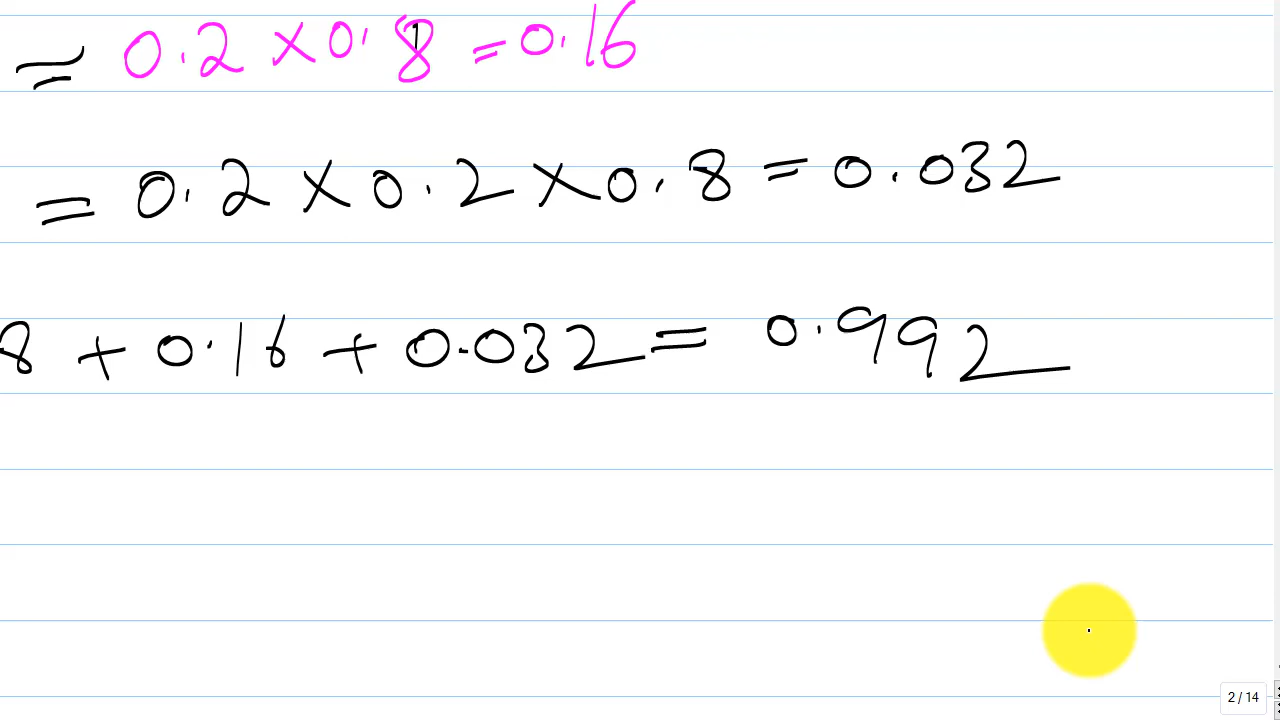 = 0.2 × 0.8 = 0.16
= 0.2 × 0.2 × 0.8 = 0.032
8 + 0.16 + 0.032 = 0.992
2 / 14